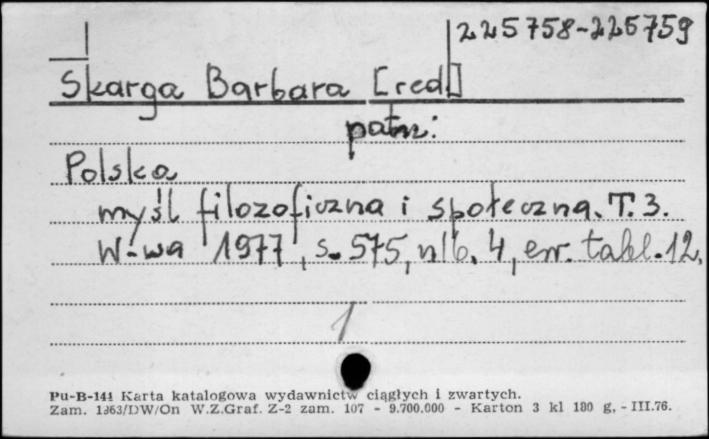 225758-225759
Skarga Barbara [red.]
patrz:
Polska
myśl filozoficzna i społeczna. T. 3.
W-wa 1977, s. 575, nlb. 4, err. tabl. 12.
1
Pu-B-141 Karta katalogowa wydawnictw ciągłych i zwartych.
Zam. 1363/DW/On W.Z.Graf. Z-2 zam. 107 - 9.700.000 - Karton 3 kl 180 g. - III.76.